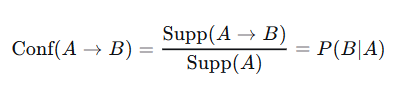 Conf(A → B) = Supp(A → B) / Supp(A) = P(B|A)